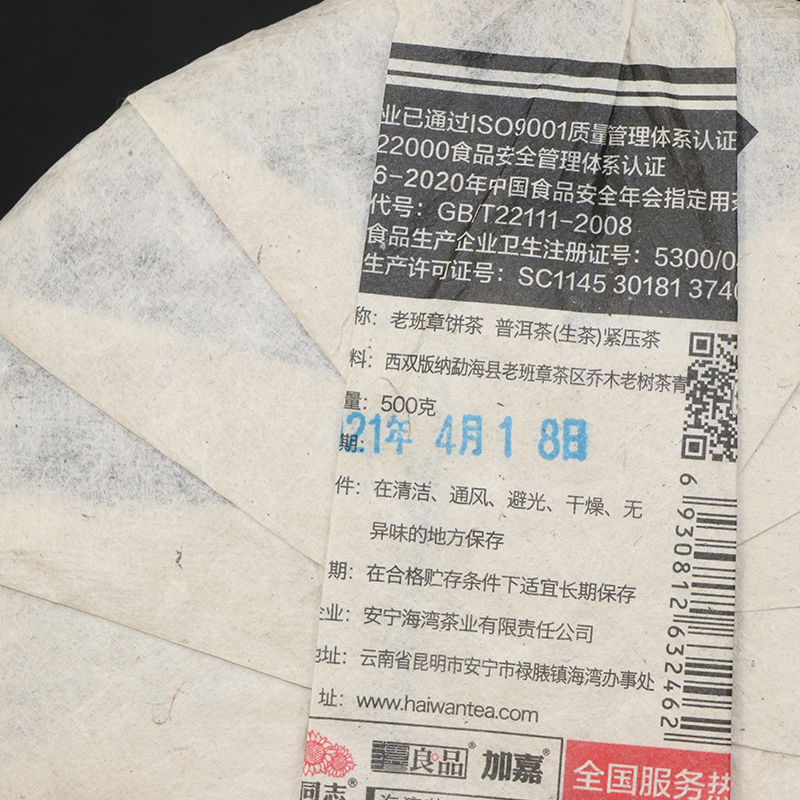 业已通过ISO9001质量管理体系认证
22000食品安全管理体系认证
6-2020年中国食品安全年会指定用茶
代号：GB/T22111-2008
食品生产企业卫生注册证号：5300/0
生产许可证号：SC1145 30181 3740
称：老班章饼茶 普洱茶(生茶)紧压茶
料：西双版纳勐海县老班章茶区乔木老树茶青
量：500克
期：
021年 4月18日
件：在清洁、通风、避光、干燥、无
异味的地方保存
期：在合格贮存条件下适宜长期保存
企业：安宁海湾茶业有限责任公司
地址：云南省昆明市安宁市禄脿镇海湾办事处
址：www.haiwantea.com
6 930812 632462
同志®
良品® 加嘉®
全国服务热